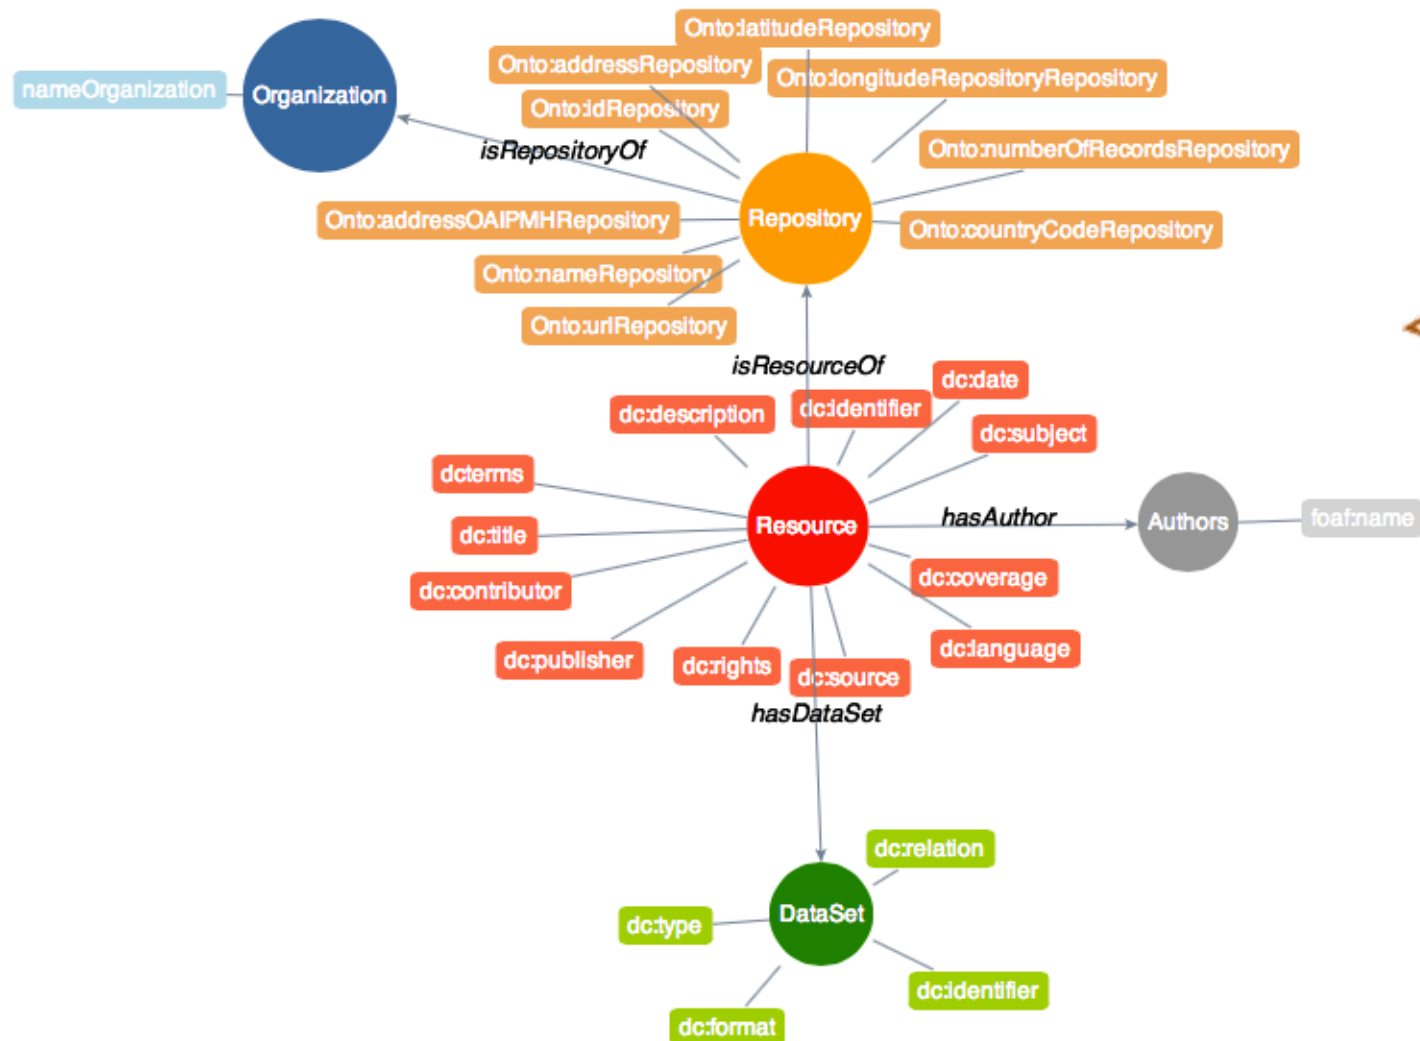 Onto:latitudeRepository
Onto:addressRepository
Onto:longitudeRepositoryRepository
nameOrganization
Organization
Onto:idRepository
isRepositoryOf
Onto:numberOfRecordsRepository
Onto:addressOAIPMHRepository
Repository
Onto:countryCodeRepository
Onto:nameRepository
Onto:urlRepository
isResourceOf
dc:date
dc:description
dc:identifier
dc:subject
dcterms
dc:title
Resource
hasAuthor
Authors
foaf:name
dc:contributor
dc:coverage
dc:publisher
dc:rights
dc:source
dc:language
hasDataSet
dc:relation
dc:type
DataSet
dc:identifier
dc:format